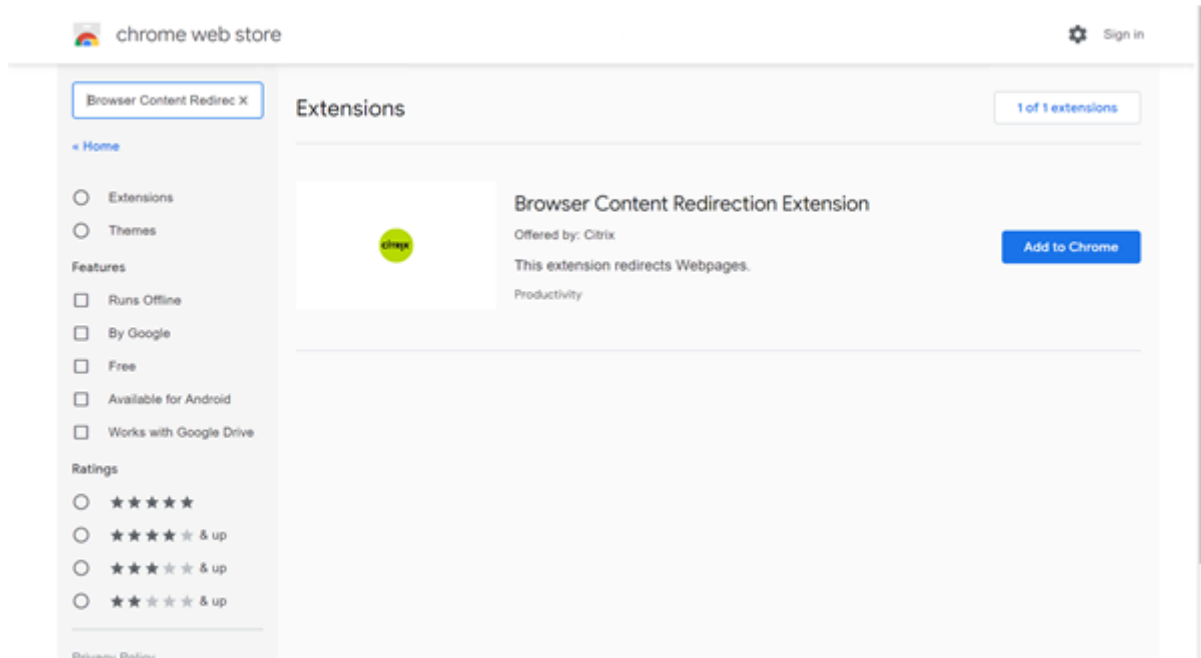 chrome web store
Sign in
Browser Content Redirec ×
« Home
Extensions
Themes
Features
Runs Offline
By Google
Free
Available for Android
Works with Google Drive
Ratings
& up
& up
& up
Privacy Policy
Extensions
1 of 1 extensions
citrix
Browser Content Redirection Extension
Offered by: Citrix
This extension redirects Webpages.
Productivity
Add to Chrome